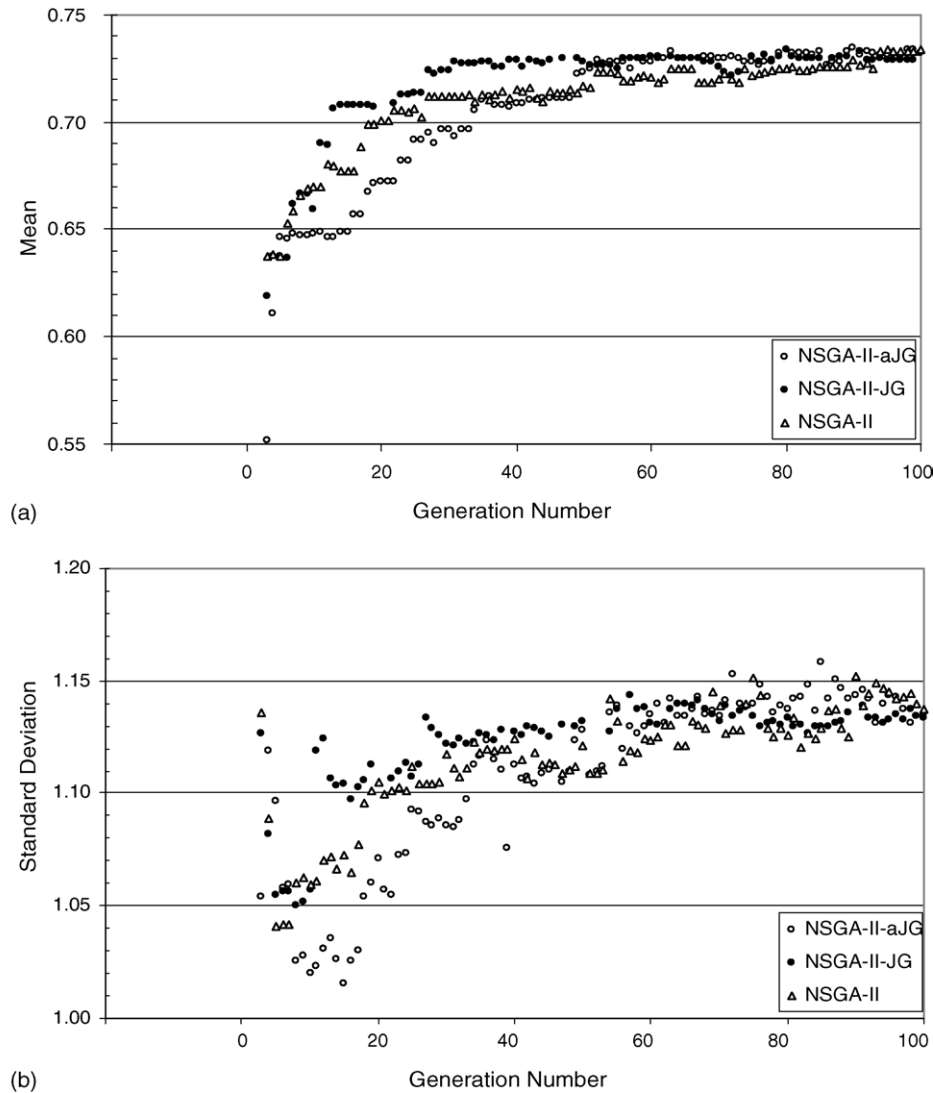 0.75
0.70
0.65
0.60
0.55
Mean
NSGA-II-aJG
NSGA-II-JG
NSGA-II
0 20 40 60 80 100
Generation Number
(a)
1.20
1.15
1.10
1.05
1.00
Standard Deviation
NSGA-II-aJG
NSGA-II-JG
NSGA-II
0 20 40 60 80 100
Generation Number
(b)